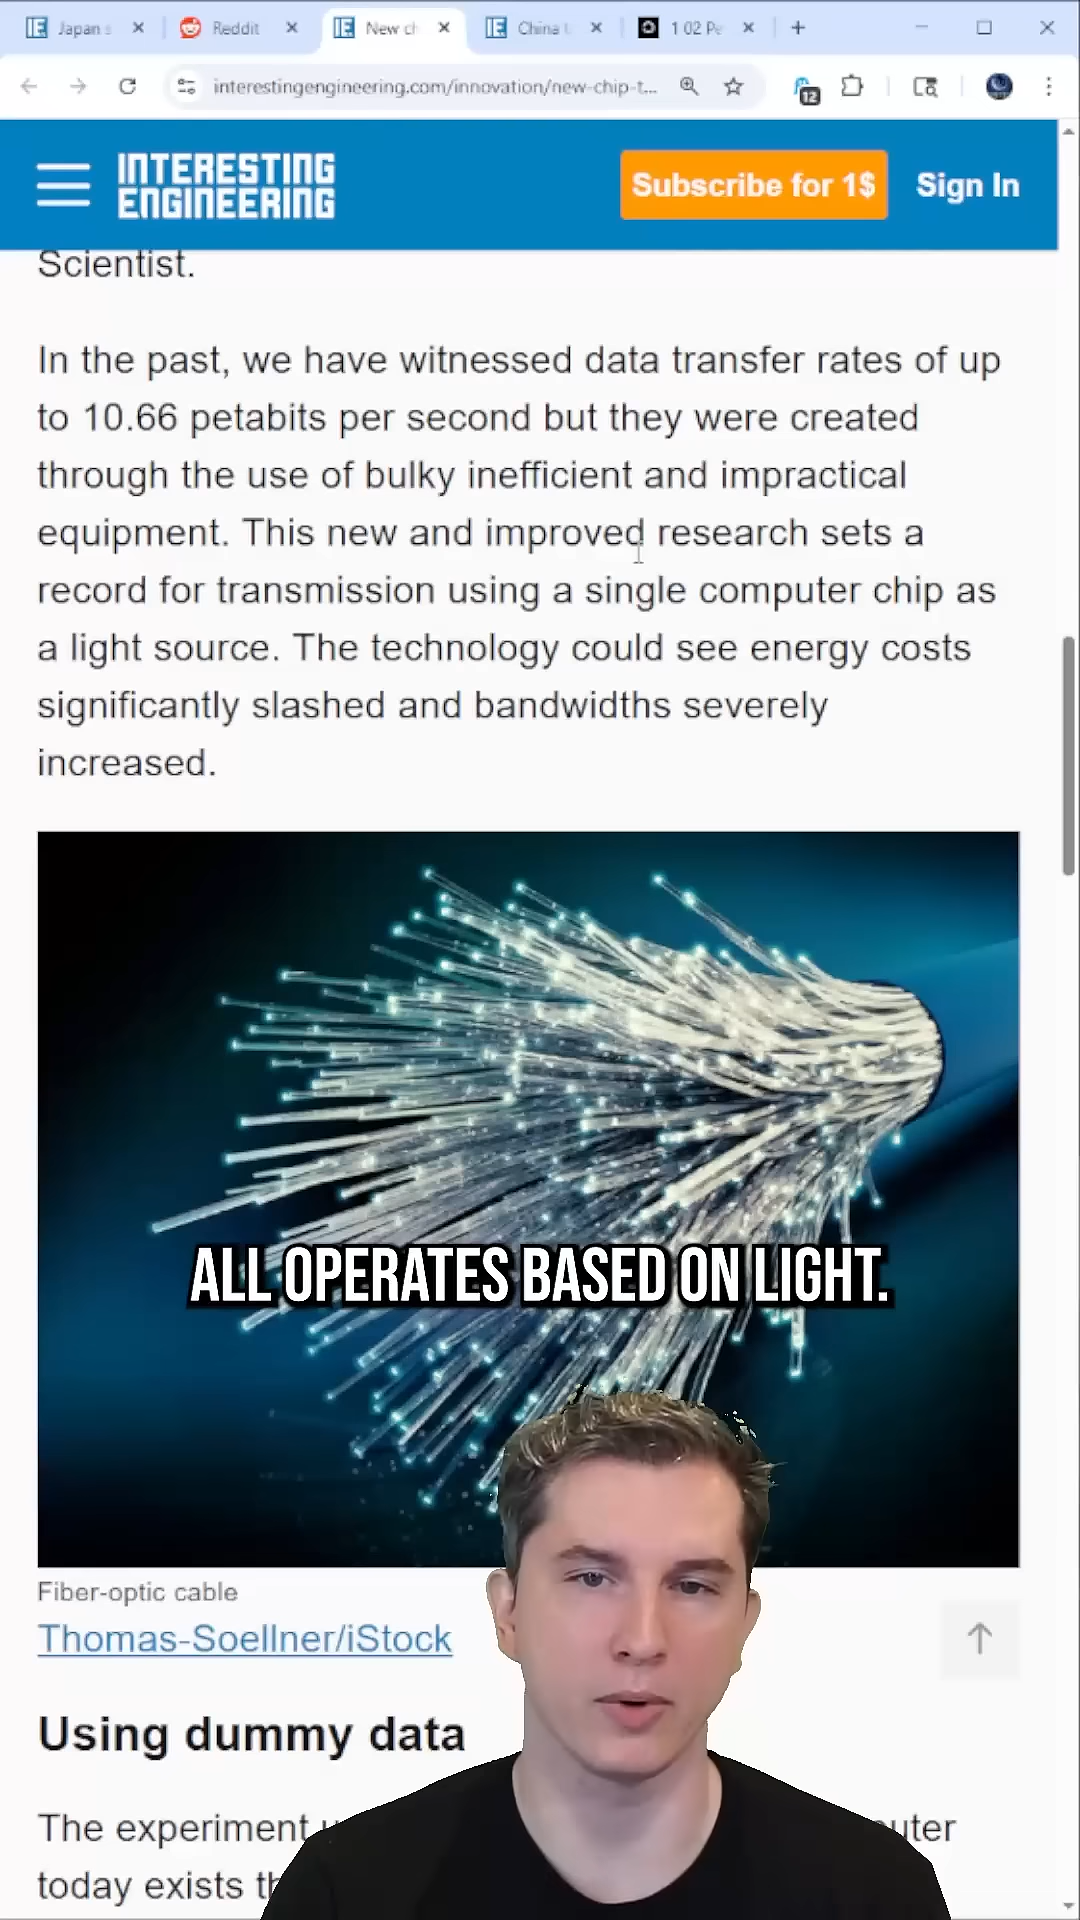 Japan
Reddit
New ch
China
1 02 Pe
interestingengineering.com/innovation/new-chip-t...
12
INTERESTING
ENGINEERING
Subscribe for 1$
Sign In
Scientist.
In the past, we have witnessed data transfer rates of up
to 10.66 petabits per second but they were created
through the use of bulky inefficient and impractical
equipment. This new and improved research sets a
record for transmission using a single computer chip as
a light source. The technology could see energy costs
significantly slashed and bandwidths severely
increased.
ALL OPERATES BASED ON LIGHT.
Fiber-optic cable
Thomas-Soellner/iStock
Using dummy data
The experiment
today exists